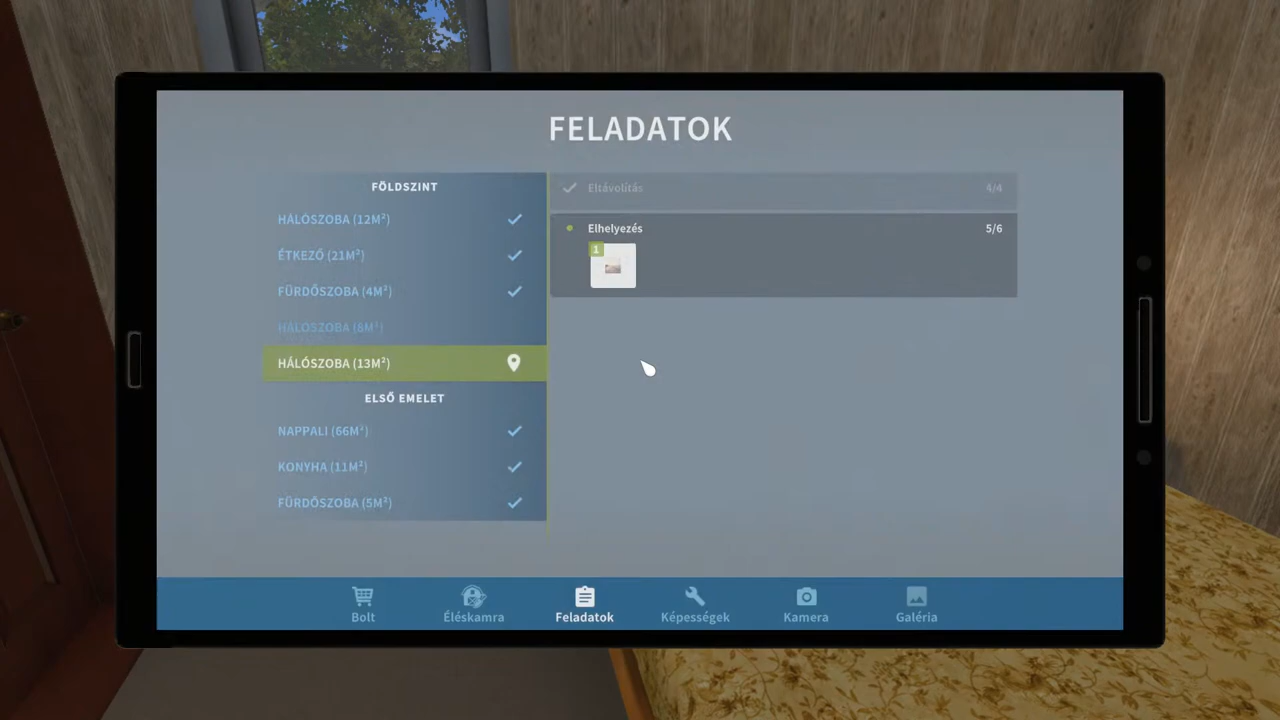 FELADATOK
FÖLDSZINT
HÁLÓSZOBA (12M²)
ÉTKEZŐ (21M²)
FÜRDŐSZOBA (4M²)
HÁLÓSZOBA (8M²)
HÁLÓSZOBA (13M²)
ELSŐ EMELET
NAPPALI (66M²)
KONYHA (11M²)
FÜRDŐSZOBA (5M²)
Eltávolítás 4/4
Elhelyezés 5/6
1
Bolt
Éléskamra
Feladatok
Képességek
Kamera
Galéria